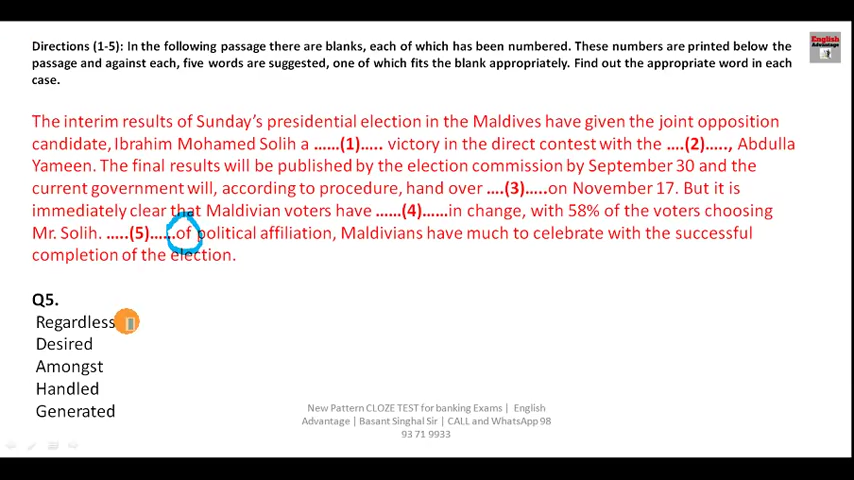 English
Advantage
Directions (1-5): In the following passage there are blanks, each of which has been numbered. These numbers are printed below the
passage and against each, five words are suggested, one of which fits the blank appropriately. Find out the appropriate word in each
case.
The interim results of Sunday's presidential election in the Maldives have given the joint opposition
candidate, Ibrahim Mohamed Solih a ......(1)..... victory in the direct contest with the ....(2)....., Abdulla
Yameen. The final results will be published by the election commission by September 30 and the
current government will, according to procedure, hand over ....(3).....on November 17. But it is
immediately clear that Maldivian voters have ......(4)......in change, with 58% of the voters choosing
Mr. Solih. .....(5)......of political affiliation, Maldivians have much to celebrate with the successful
completion of the election.
Q5.
Regardless
Desired
Amongst
Handled
Generated
New Pattern CLOZE TEST for banking Exams | English
Advantage | Basant Singhal Sir | CALL and WhatsApp 98
93 71 9933